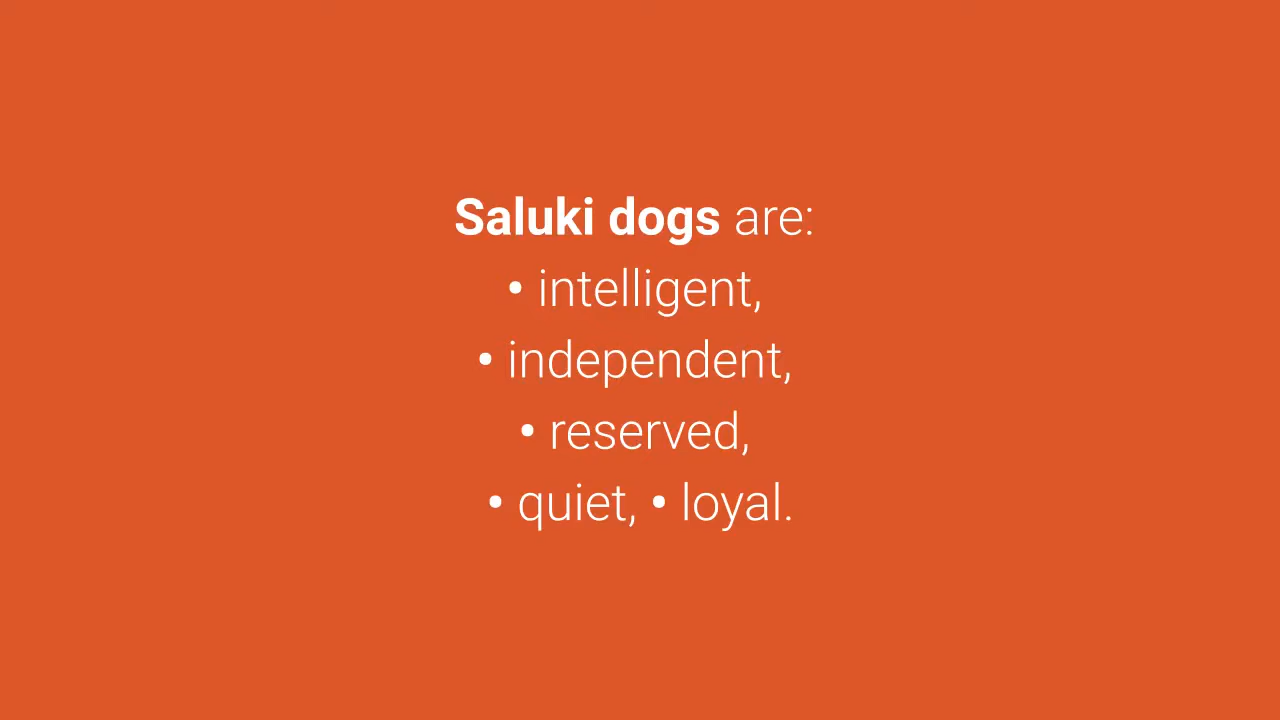 Saluki dogs are:
• intelligent,
• independent,
• reserved,
• quiet, • loyal.